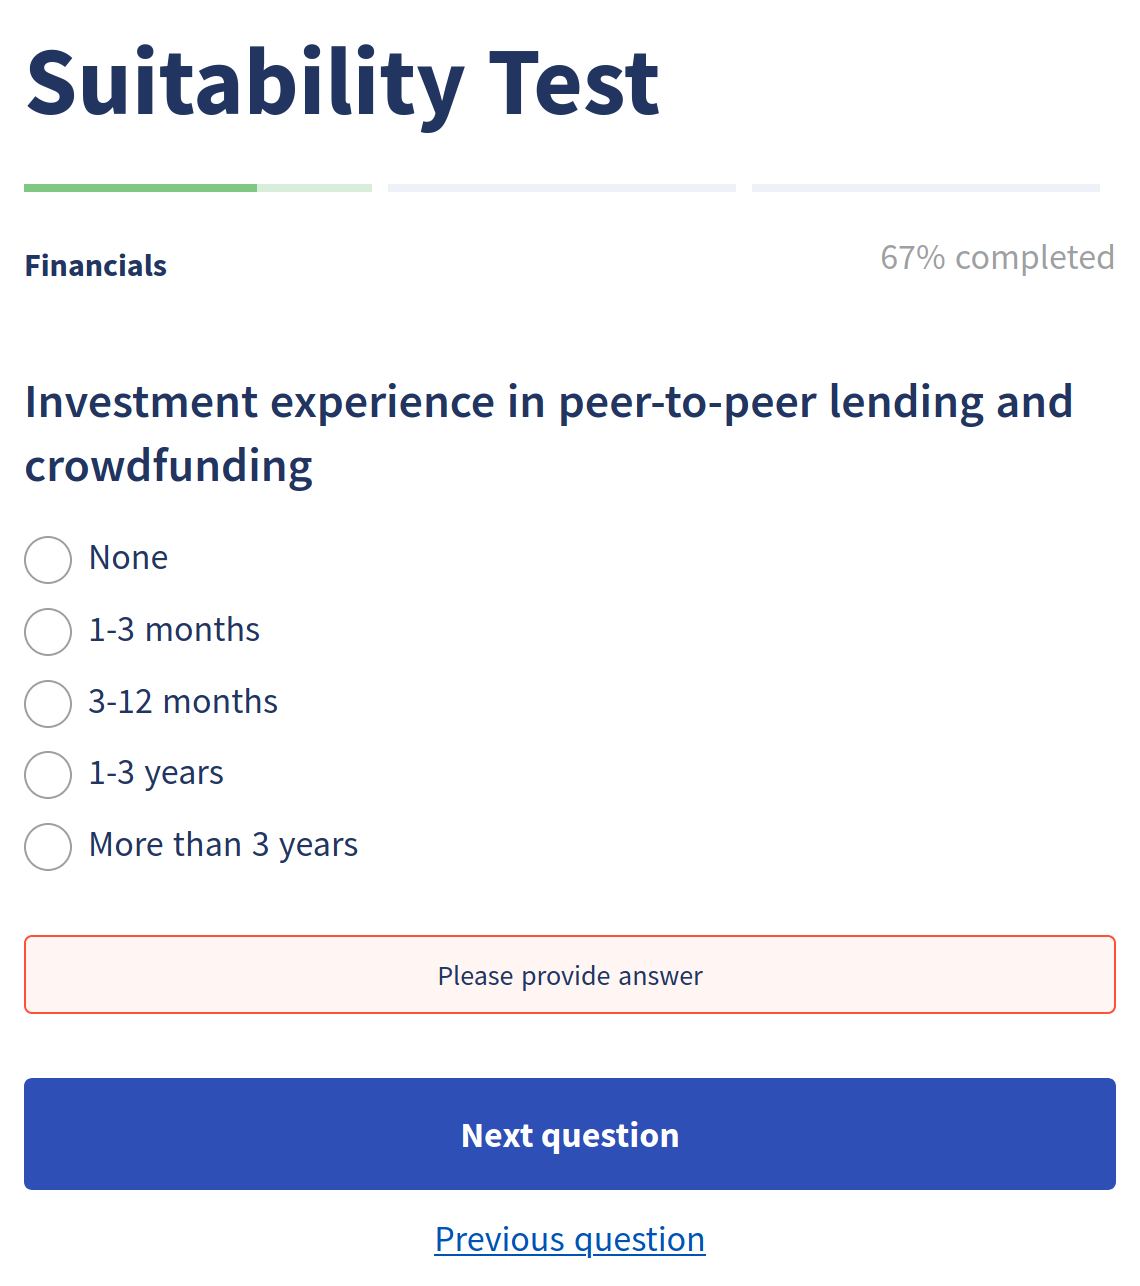 Suitability Test
Financials
67% completed
Investment experience in peer-to-peer lending and
crowdfunding
None
1-3 months
3-12 months
1-3 years
More than 3 years
Please provide answer
Next question
Previous question